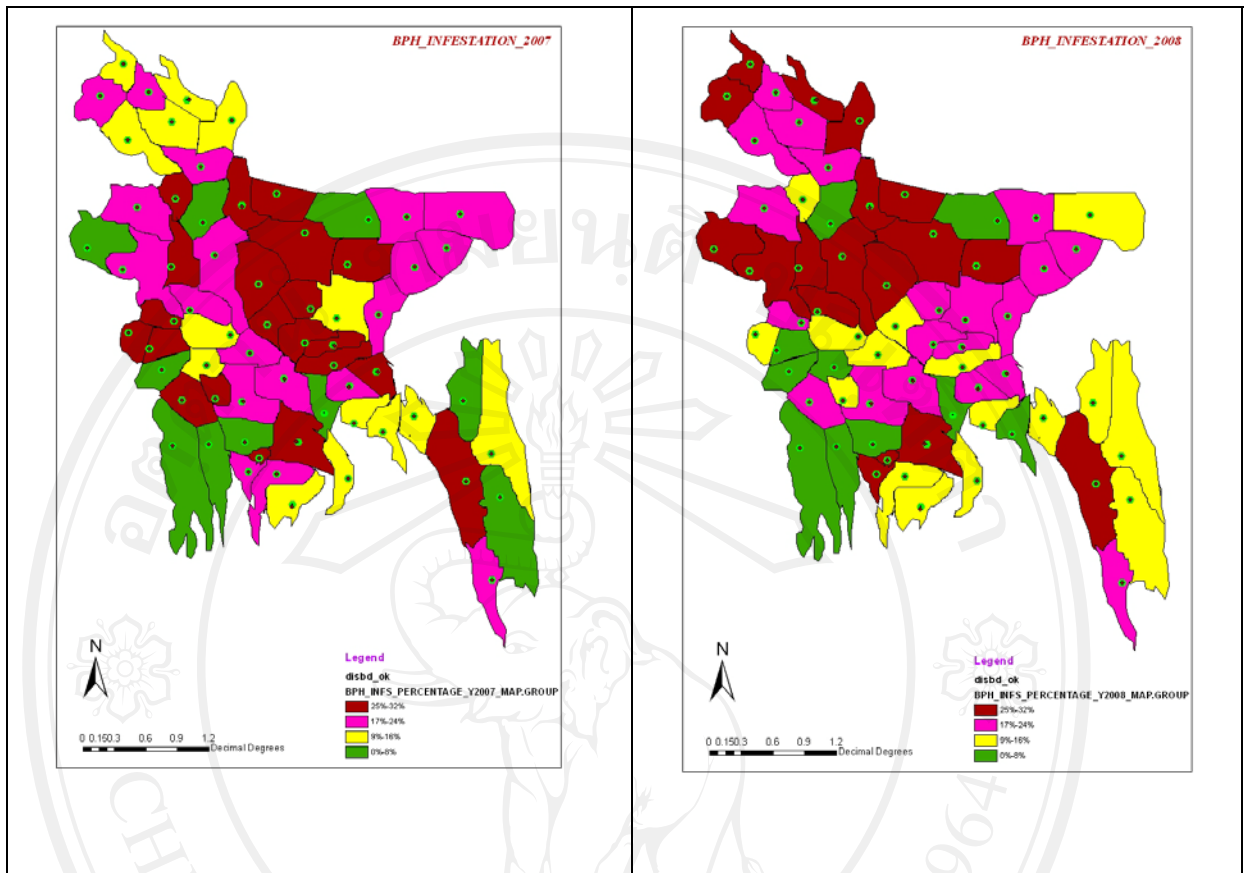 BPH_INFESTATION_2007
N
0 0.150.3 0.6 0.9 1.2
Decimal Degrees
Legend
disbd_ok
BPH_INFS_PERCENTAGE_Y2007_MAP.GROUP
25%-32%
17%-24%
9%-16%
0%-8%
BPH_INFESTATION_2008
N
0 0.150.3 0.6 0.9 1.2
Decimal Degrees
Legend
disbd_ok
BPH_INFS_PERCENTAGE_Y2008_MAP.GROUP
25%-32%
17%-24%
9%-16%
0%-8%
964